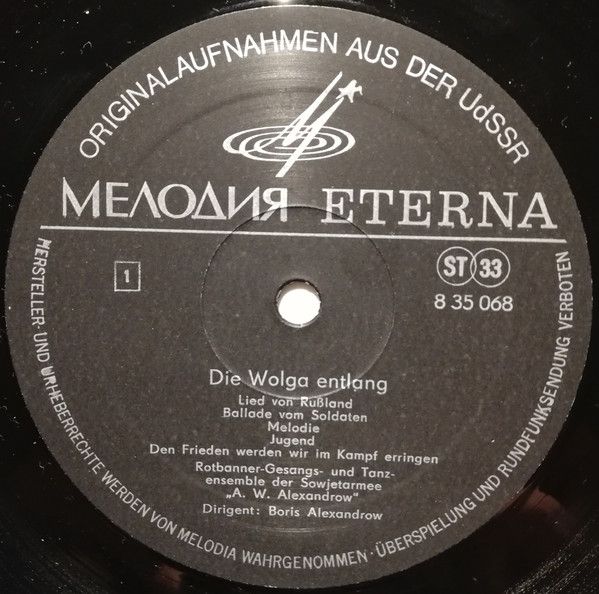 ORIGINALAUFNAHMEN AUS DER UdSSR
МЕЛОДИЯ ETERNA
1
ST 33
8 35 068
Die Wolga entlang
Lied von Rußland
Ballade vom Soldaten
Melodie
Jugend
Den Frieden werden wir im Kampf erringen
Rotbanner-Gesangs- und Tanz-
ensemble der Sowjetarmee
„A. W. Alexandrow"
Dirigent: Boris Alexandrow
HERSTELLER- UND URHEBERRECHTE WERDEN VON MELODIA WAHRGENOMMEN · ÜBERSPIELUNG UND RUNDFUNKSENDUNG VERBOTEN